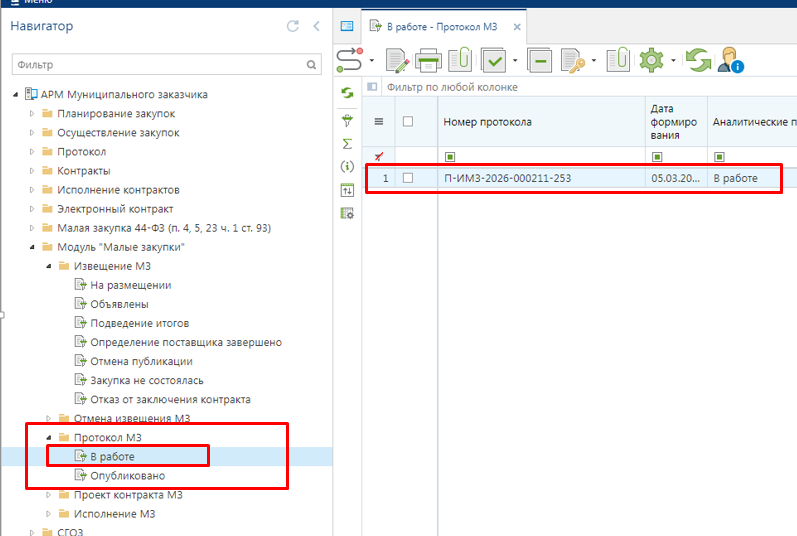 Меню
Навигатор
Фильтр
АРМ Муниципального заказчика
Планирование закупок
Осуществление закупок
Протокол
Контракты
Исполнение контрактов
Электронный контракт
Малая закупка 44-ФЗ (п. 4, 5, 23 ч. 1 ст. 93)
Модуль "Малые закупки"
Извещение МЗ
На размещении
Объявлены
Подведение итогов
Определение поставщика завершено
Отмена публикации
Закупка не состоялась
Отказ от заключения контракта
Отмена извещения МЗ
Протокол МЗ
В работе
Опубликовано
Проект контракта МЗ
Исполнение МЗ
СГОЗ
В работе - Протокол МЗ
Фильтр по любой колонке
Номер протокола
Дата
формиро
вания
Аналитические п
1 П-ИМЗ-2026-000211-253 05.03.20... В работе